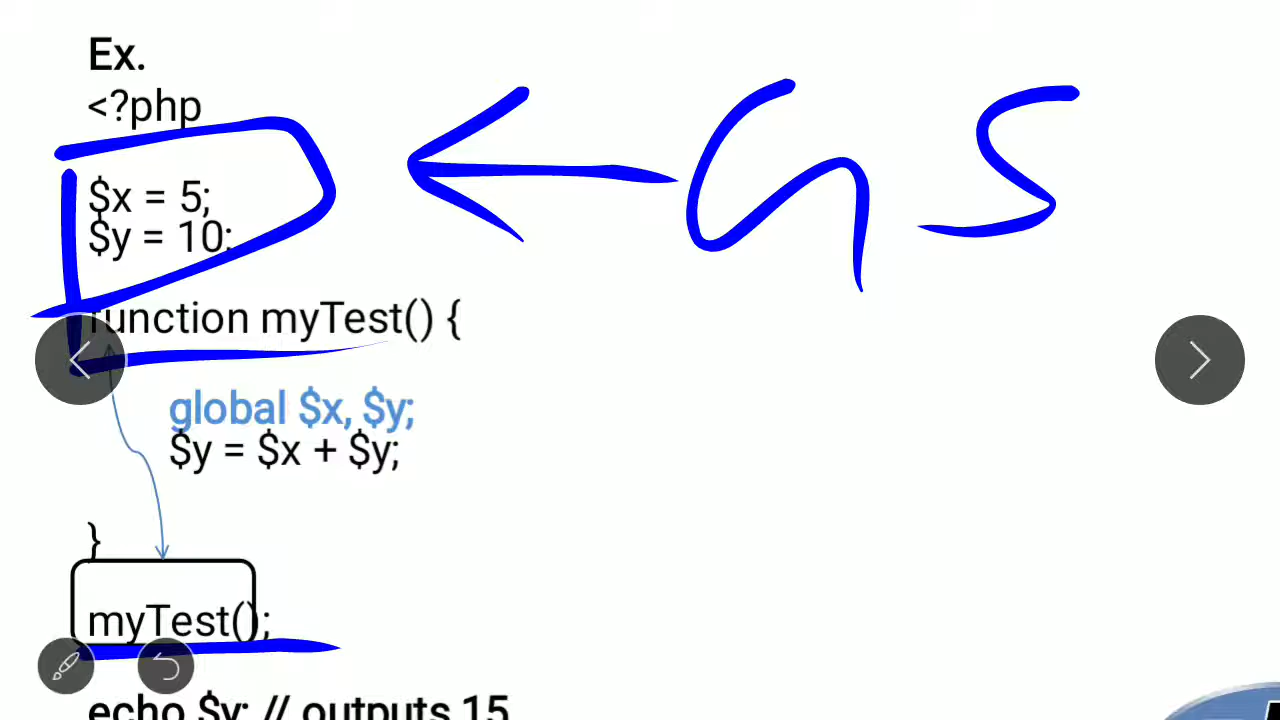 Ex.
<?php
GS
$x = 5;
$y = 10;
function myTest() {
global $x, $y;
$y = $x + $y;
}
myTest();
echo $y; // outputs 15